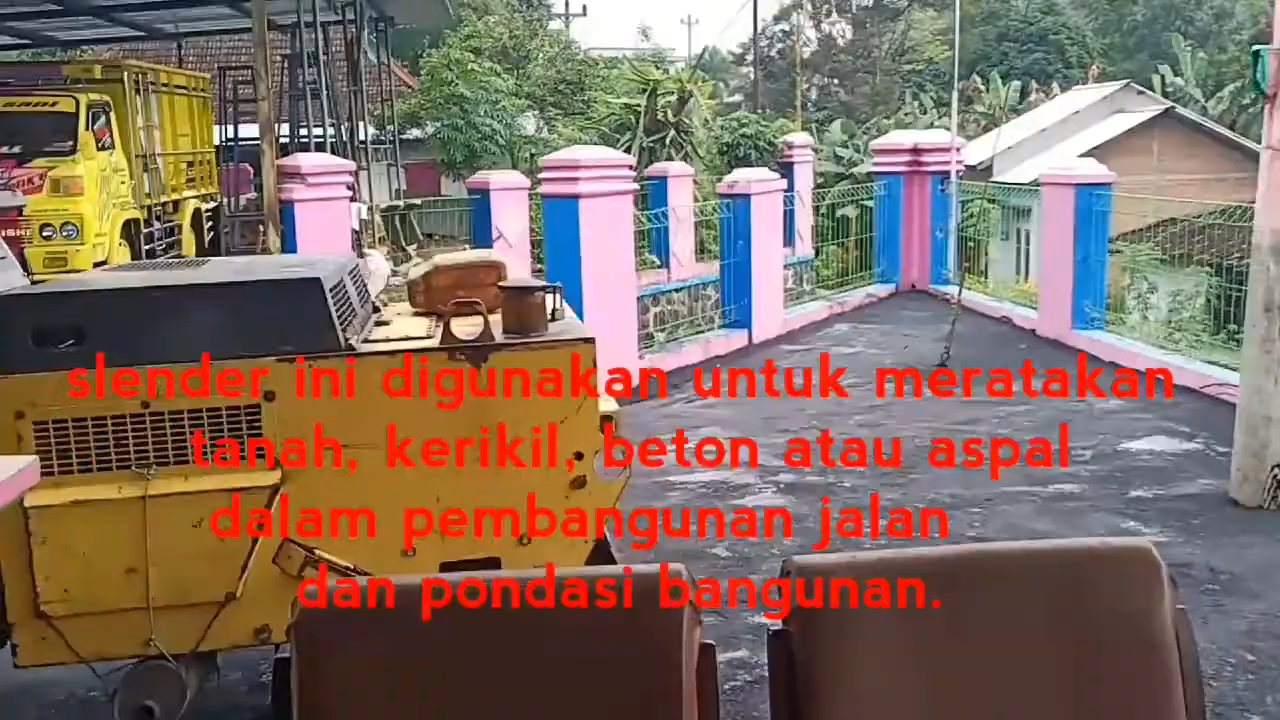 slender ini digunakan untuk meratakan
tanah, kerikil, beton atau aspal
dalam pembangunan jalan
dan pondasi bangunan.